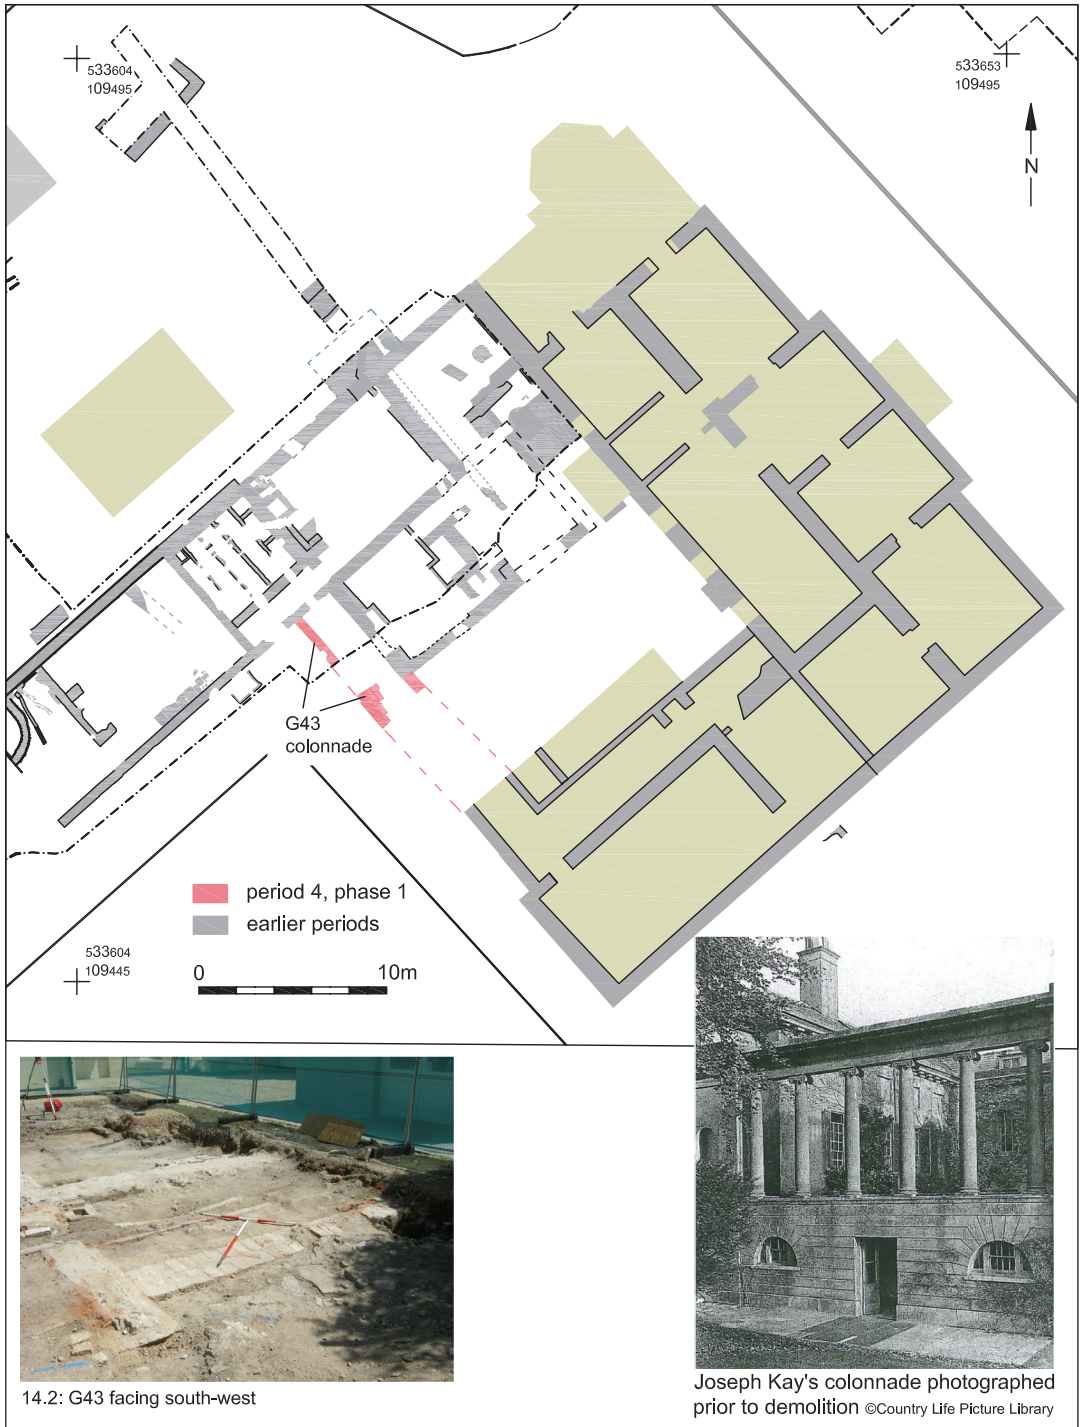 533604
109495
533653
109495
N
G43
colonnade
period 4, phase 1
earlier periods
533604
109445
0 10m
14.2: G43 facing south-west
Joseph Kay's colonnade photographed
prior to demolition ©Country Life Picture Library